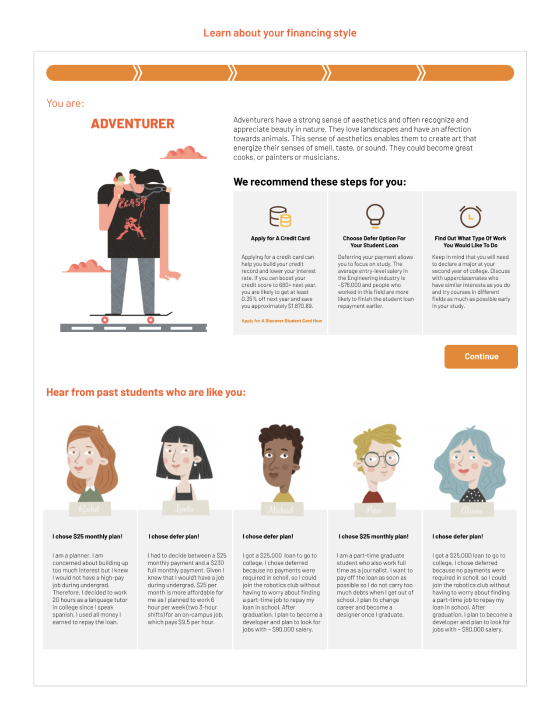 Learn about your financing style
You are:
ADVENTURER
Adventurers have a strong sense of aesthetics and often recognize and
appreciate beauty in nature. They love landscapes and have an affection
towards animals. This sense of aesthetics enables them to create art that
energize their senses of smell, taste, or sound. They could become great
cooks, or painters or musicians.
We recommend these steps for you:
Apply for A Credit Card
Applying for a credit card can
help you build your credit
record and lower your interest
rate. If you can boost your
credit score to 680+ next year,
you are likely to get at least
0.35% off next year and save
you approximately $1,870.89.
Apply for A Discover Student Card Now
Choose Defer Option For
Your Student Loan
Deferring your payment allows
you to focus on study. The
average entry-level salary in
the Engineering Industry is
~$76,000 and people who
worked in this field are more
likely to finish the student loan
repayment earlier.
Find Out What Type Of Work
You Would Like To Do
Keep in mind that you will need
to declare a major at your
second year of college. Discuss
with upperclassmates who
have similar interests as you do
and try courses in different
fields as much as possible early
in your study.
Continue
Hear from past students who are like you:
Rachel
I chose $25 monthly plan!
I am a planner. I am
concerned about building up
too much interest but I knew
I would not have a high-pay
job during undergrad.
Therefore, I decided to work
20 hours as a language tutor
in college since I speak
spanish. I used all money I
earned to repay the loan.
I chose defer plan!
I had to decide between a $25
monthly payment and a $230
full monthly payment. Given I
knew that I won't have a job
during undergrad, $25 per
month is more affordable for
me as I planned to work 6
hour per week (two 3-hour
shifts) for an on-campus job,
which pays $9.5 per hour.
Michael
I chose defer plan!
I got a $25,000 loan to go to
college, I chose deferred
because no payments were
required in scholl, so I could
join the robotics club without
having to worry about finding
a part-time job to repay my
loan in school. After
graduation, I plan to become a
developer and plan to look for
jobs with ~ $90,000 salery.
Peter
I chose $25 monthly plan!
I am a part-time graduate
student who also work full
time as a journalist. I want to
pay off the loan as soon as
possible so I do not carry too
much debts when I get out of
school. I plan to change
career and become a
designer once I graduate.
I chose defer plan!
I got a $25,000 loan to go to
college, I chose deferred
because no payments were
required in scholl, so I could
join the robotics club without
having to worry about finding
a part-time job to repay my
loan in school. After
graduation, I plan to become a
developer and plan to look for
jobs with ~ $90,000 salery.